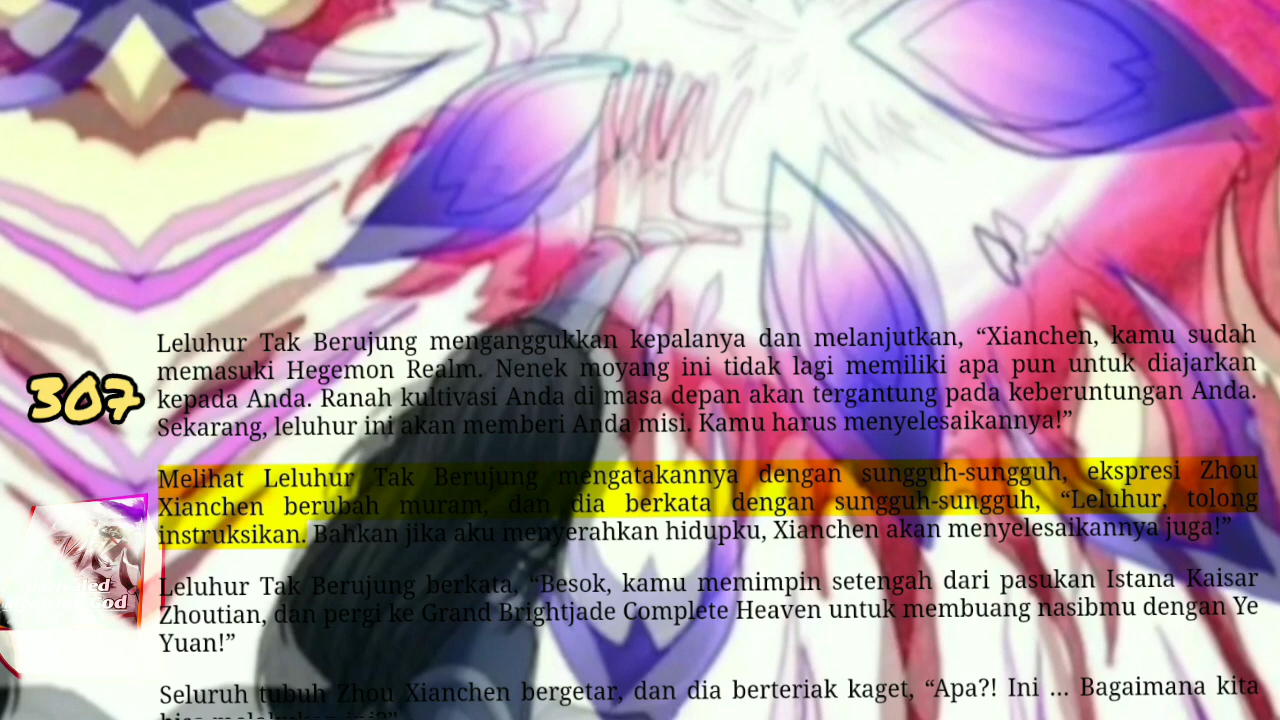 Leluhur Tak Berujung menganggukkan kepalanya dan melanjutkan, “Xianchen, kamu sudah
memasuki Hegemon Realm. Nenek moyang ini tidak lagi memiliki apa pun untuk diajarkan
kepada Anda. Ranah kultivasi Anda di masa depan akan tergantung pada keberuntungan Anda.
Sekarang, leluhur ini akan memberi Anda misi. Kamu harus menyelesaikannya!”
307
Melihat Leluhur Tak Berujung mengatakannya dengan sungguh-sungguh, ekspresi Zhou
Xianchen berubah muram, dan dia berkata dengan sungguh-sungguh, “Leluhur, tolong
instruksikan. Bahkan jika aku menyerahkan hidupku, Xianchen akan menyelesaikannya juga!”
Leluhur Tak Berujung berkata, “Besok, kamu memimpin setengah dari pasukan Istana Kaisar
Zhoutian, dan pergi ke Grand Brightjade Complete Heaven untuk membuang nasibmu dengan Ye
Yuan!”
Seluruh tubuh Zhou Xianchen bergetar, dan dia berteriak kaget, “Apa?! Ini ... Bagaimana kita